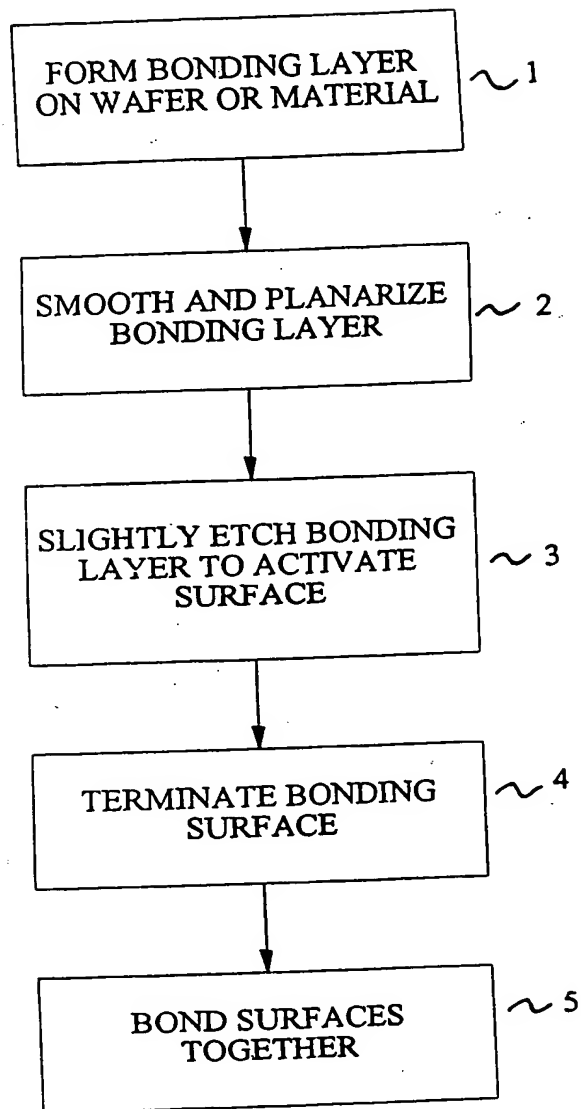 FORM BONDING LAYER
ON WAFER OR MATERIAL
1
SMOOTH AND PLANARIZE
BONDING LAYER
2
SLIGHTLY ETCH BONDING
LAYER TO ACTIVATE
SURFACE
3
TERMINATE BONDING
SURFACE
4
BOND SURFACES
TOGETHER
5